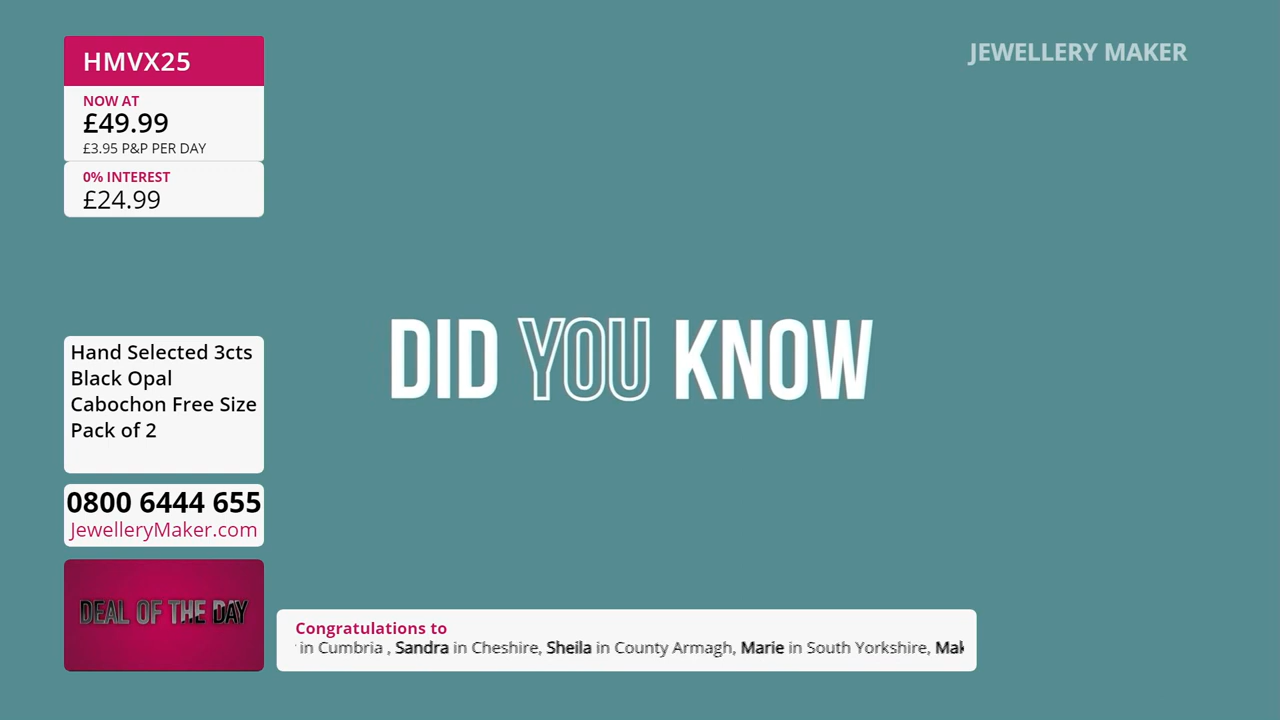 HMVX25
JEWELLERY MAKER
NOW AT
£49.99
£3.95 P&P PER DAY
0% INTEREST
£24.99
DID YOU KNOW
Hand Selected 3cts
Black Opal
Cabochon Free Size
Pack of 2
0800 6444 655
JewelleryMaker.com
DEAL OF THE DAY
Congratulations to
in Cumbria , Sandra in Cheshire, Sheila in County Armagh, Marie in South Yorkshire,